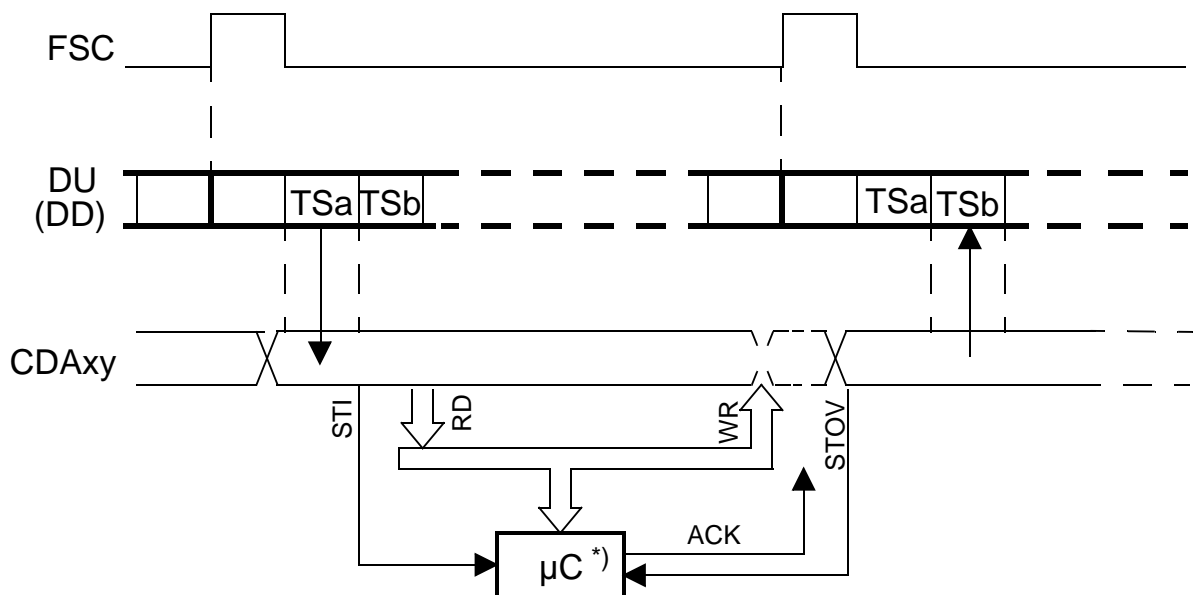 FSC
DU
(DD)
TSa TSb
TSa TSb
CDAxy
STI
RD
WR
STOV
ACK
µC *)